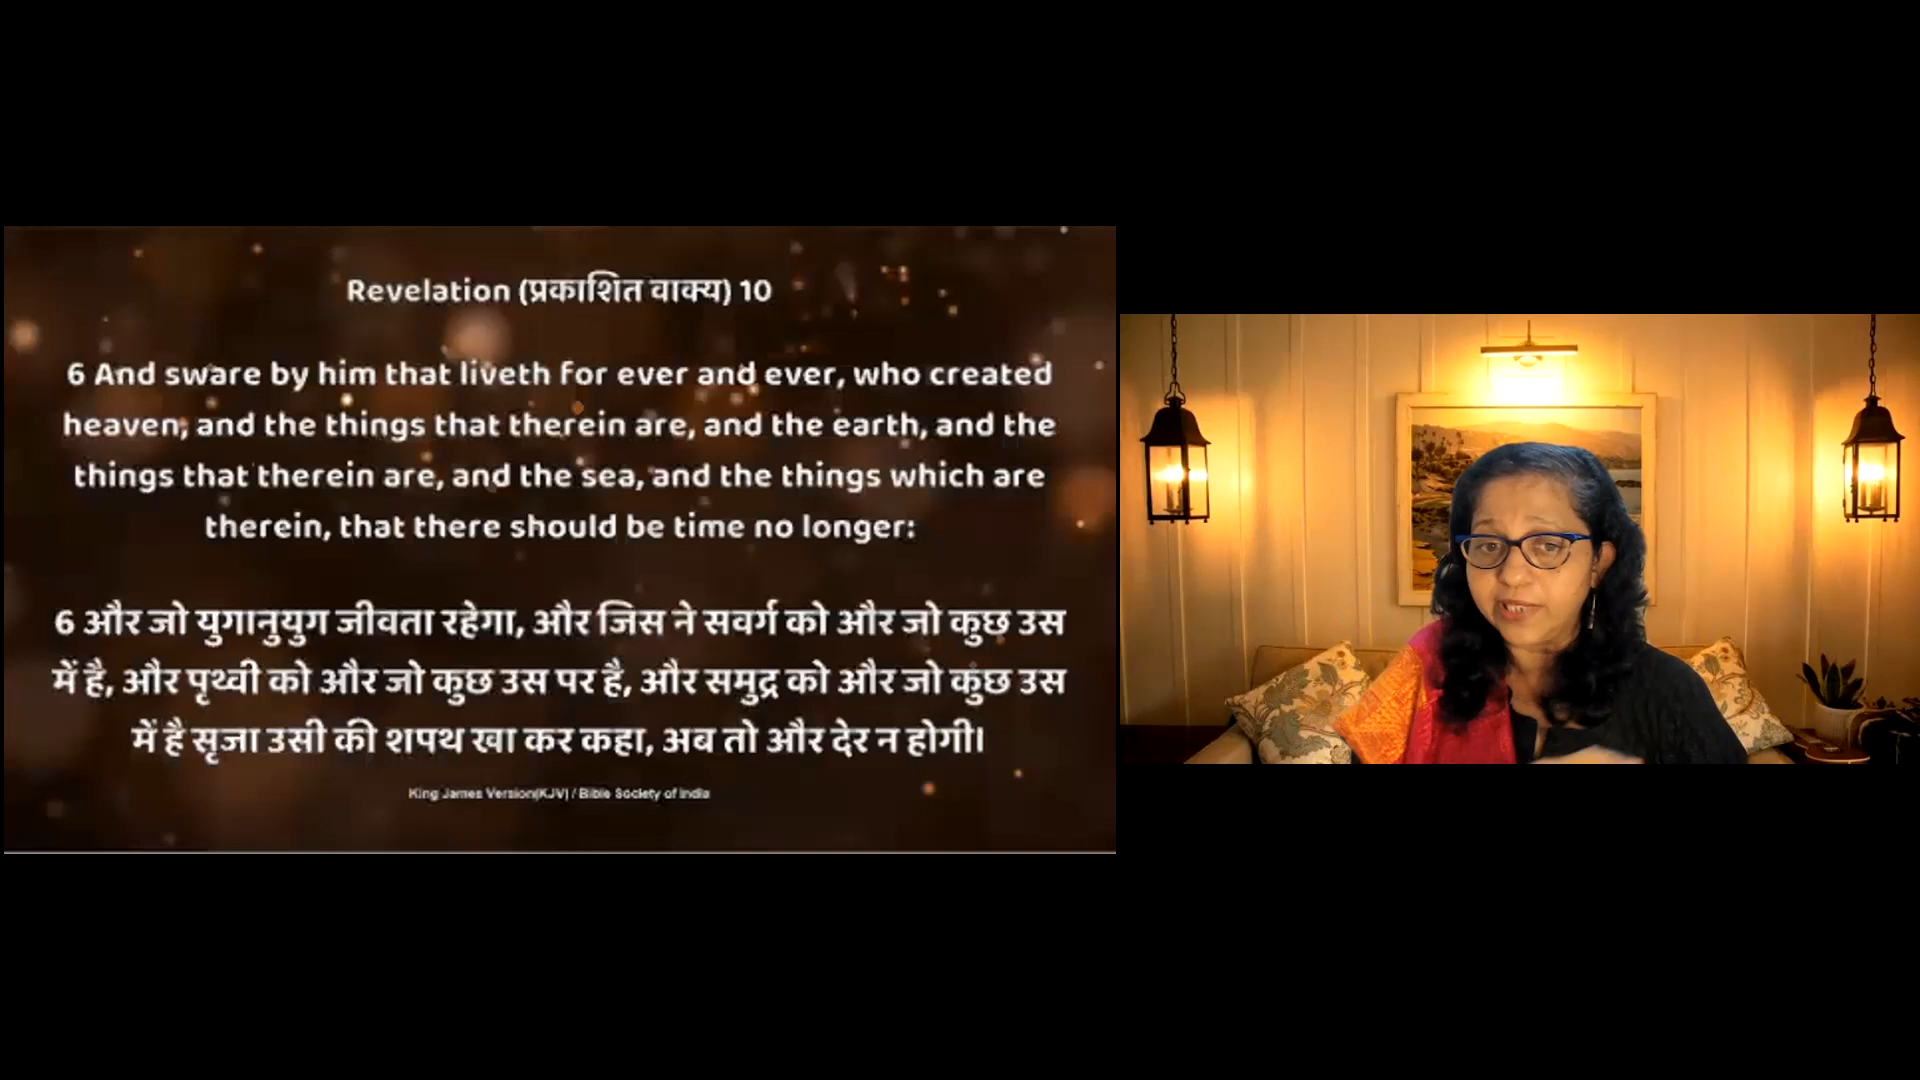 Revelation (प्रकाशित वाक्य) 10
6 And sware by him that liveth for ever and ever, who created
heaven, and the things that therein are, and the earth, and the
things that therein are, and the sea, and the things which are
therein, that there should be time no longer:
6 और जो युगानुयुग जीवता रहेगा, और जिस ने सवर्ग को और जो कुछ उस
में है, और पृथ्वी को और जो कुछ उस पर है, और समुद्र को और जो कुछ उस
में है सृजा उसी की शपथ खा कर कहा, अब तो और देर न होगी।
King James Version(KJV) / Bible Society of India